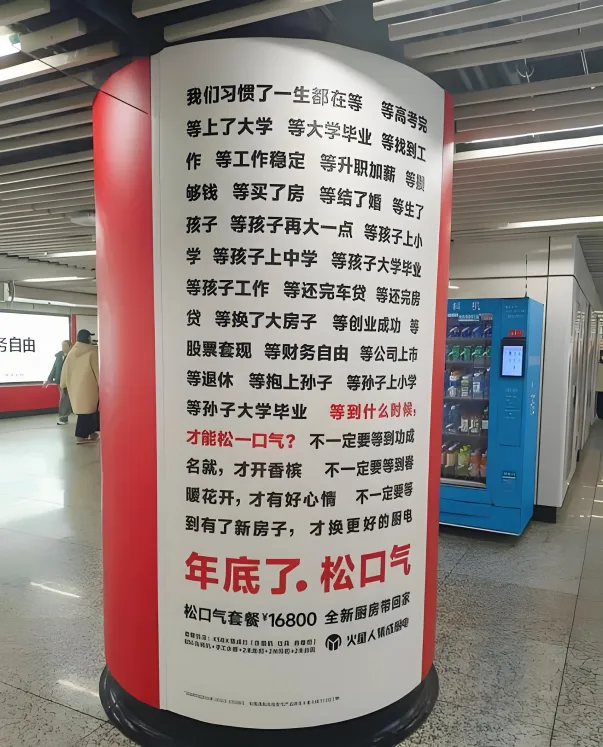 我们习惯了一生都在等 等高考完
等上了大学 等大学毕业 等找到工
作 等工作稳定 等升职加薪 等攒
够钱 等买了房 等结了婚 等生了
孩子 等孩子再大一点 等孩子上小
学 等孩子上中学 等孩子大学毕业
等孩子工作 等还完车贷 等还完房
贷 等换了大房子 等创业成功 等
股票套现 等财务自由 等公司上市
等退休 等抱上孙子 等孙子上小学
等孙子大学毕业 等到什么时候,
才能松一口气? 不一定要等到功成
名就,才开香槟 不一定要等到春
暖花开,才有好心情 不一定要等
到有了新房子,才换更好的厨电
年底了.松口气
松口气套餐¥16800 全新厨房带回家
火星人集成厨电
务自由